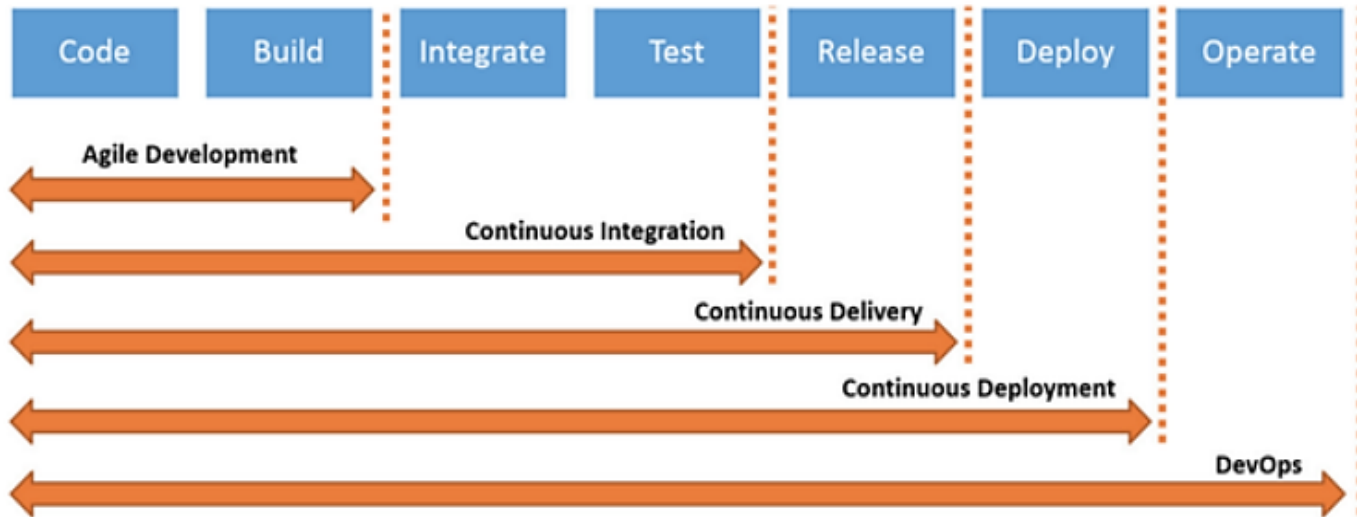 Code Build Integrate Test Release Deploy Operate
Agile Development
Continuous Integration
Continuous Delivery
Continuous Deployment
DevOps